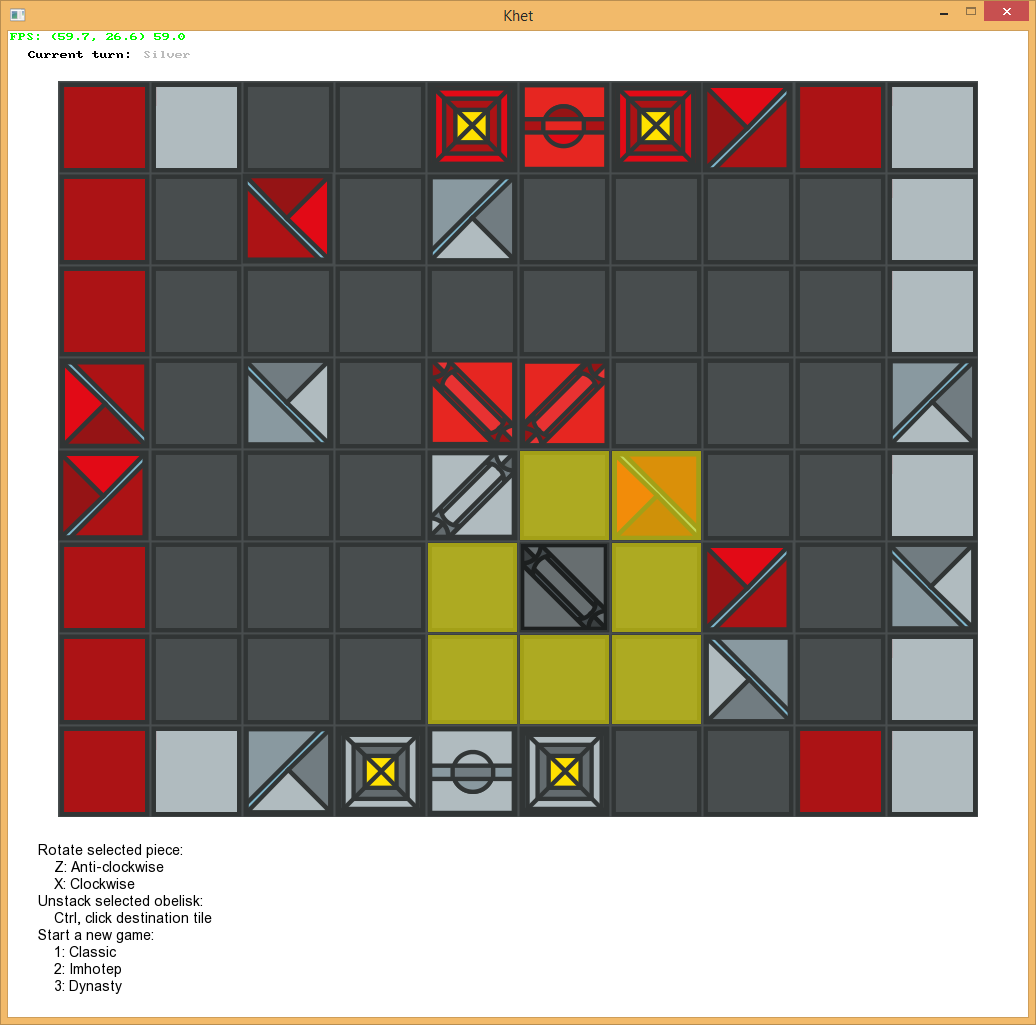 Khet
FPS: (59.7, 26.6) 59.0
Current turn: Silver
Rotate selected piece:
Z: Anti-clockwise
X: Clockwise
Unstack selected obelisk:
Ctrl, click destination tile
Start a new game:
1: Classic
2: Imhotep
3: Dynasty